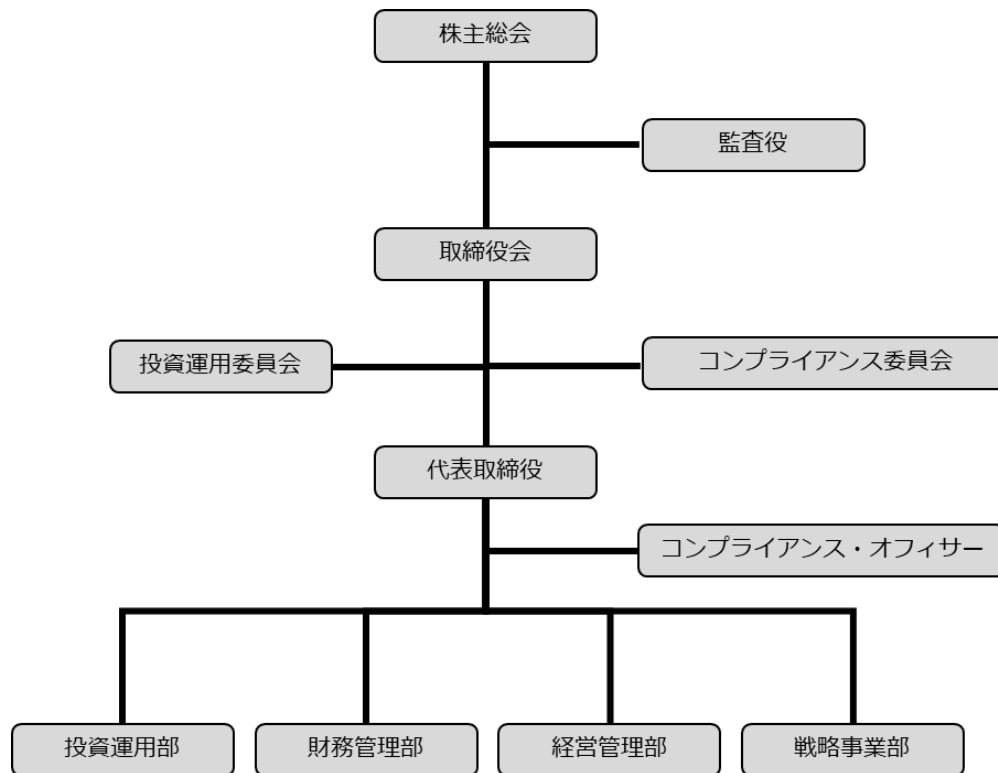 株主総会
監査役
取締役会
投資運用委員会
コンプライアンス委員会
代表取締役
コンプライアンス・オフィサー
投資運用部
財務管理部
経営管理部
戦略事業部